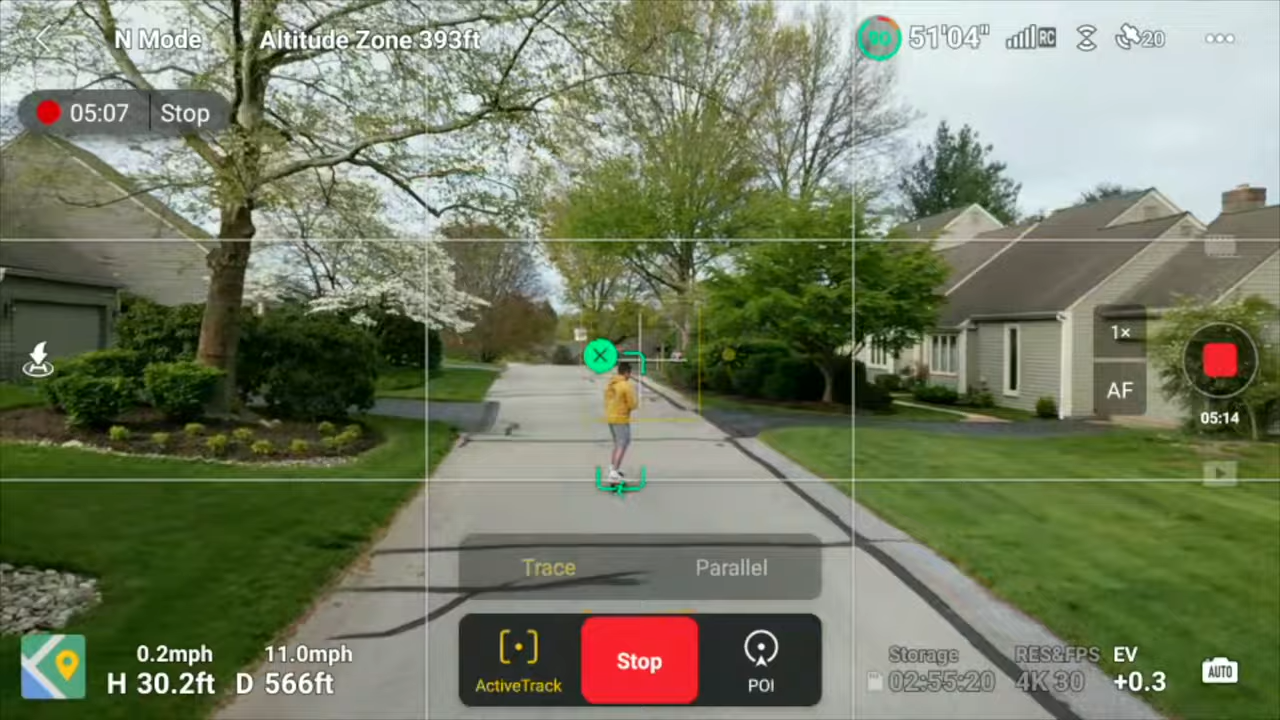 N Mode
Altitude Zone 393ft
90
51'04"
RC
20
05:07
Stop
1×
AF
05:14
Trace
Parallel
ActiveTrack
Stop
POI
0.2mph
11.0mph
H 30.2ft
D 566ft
Storage
02:55:20
RES&FPS
4K 30
EV
+0.3
AUTO